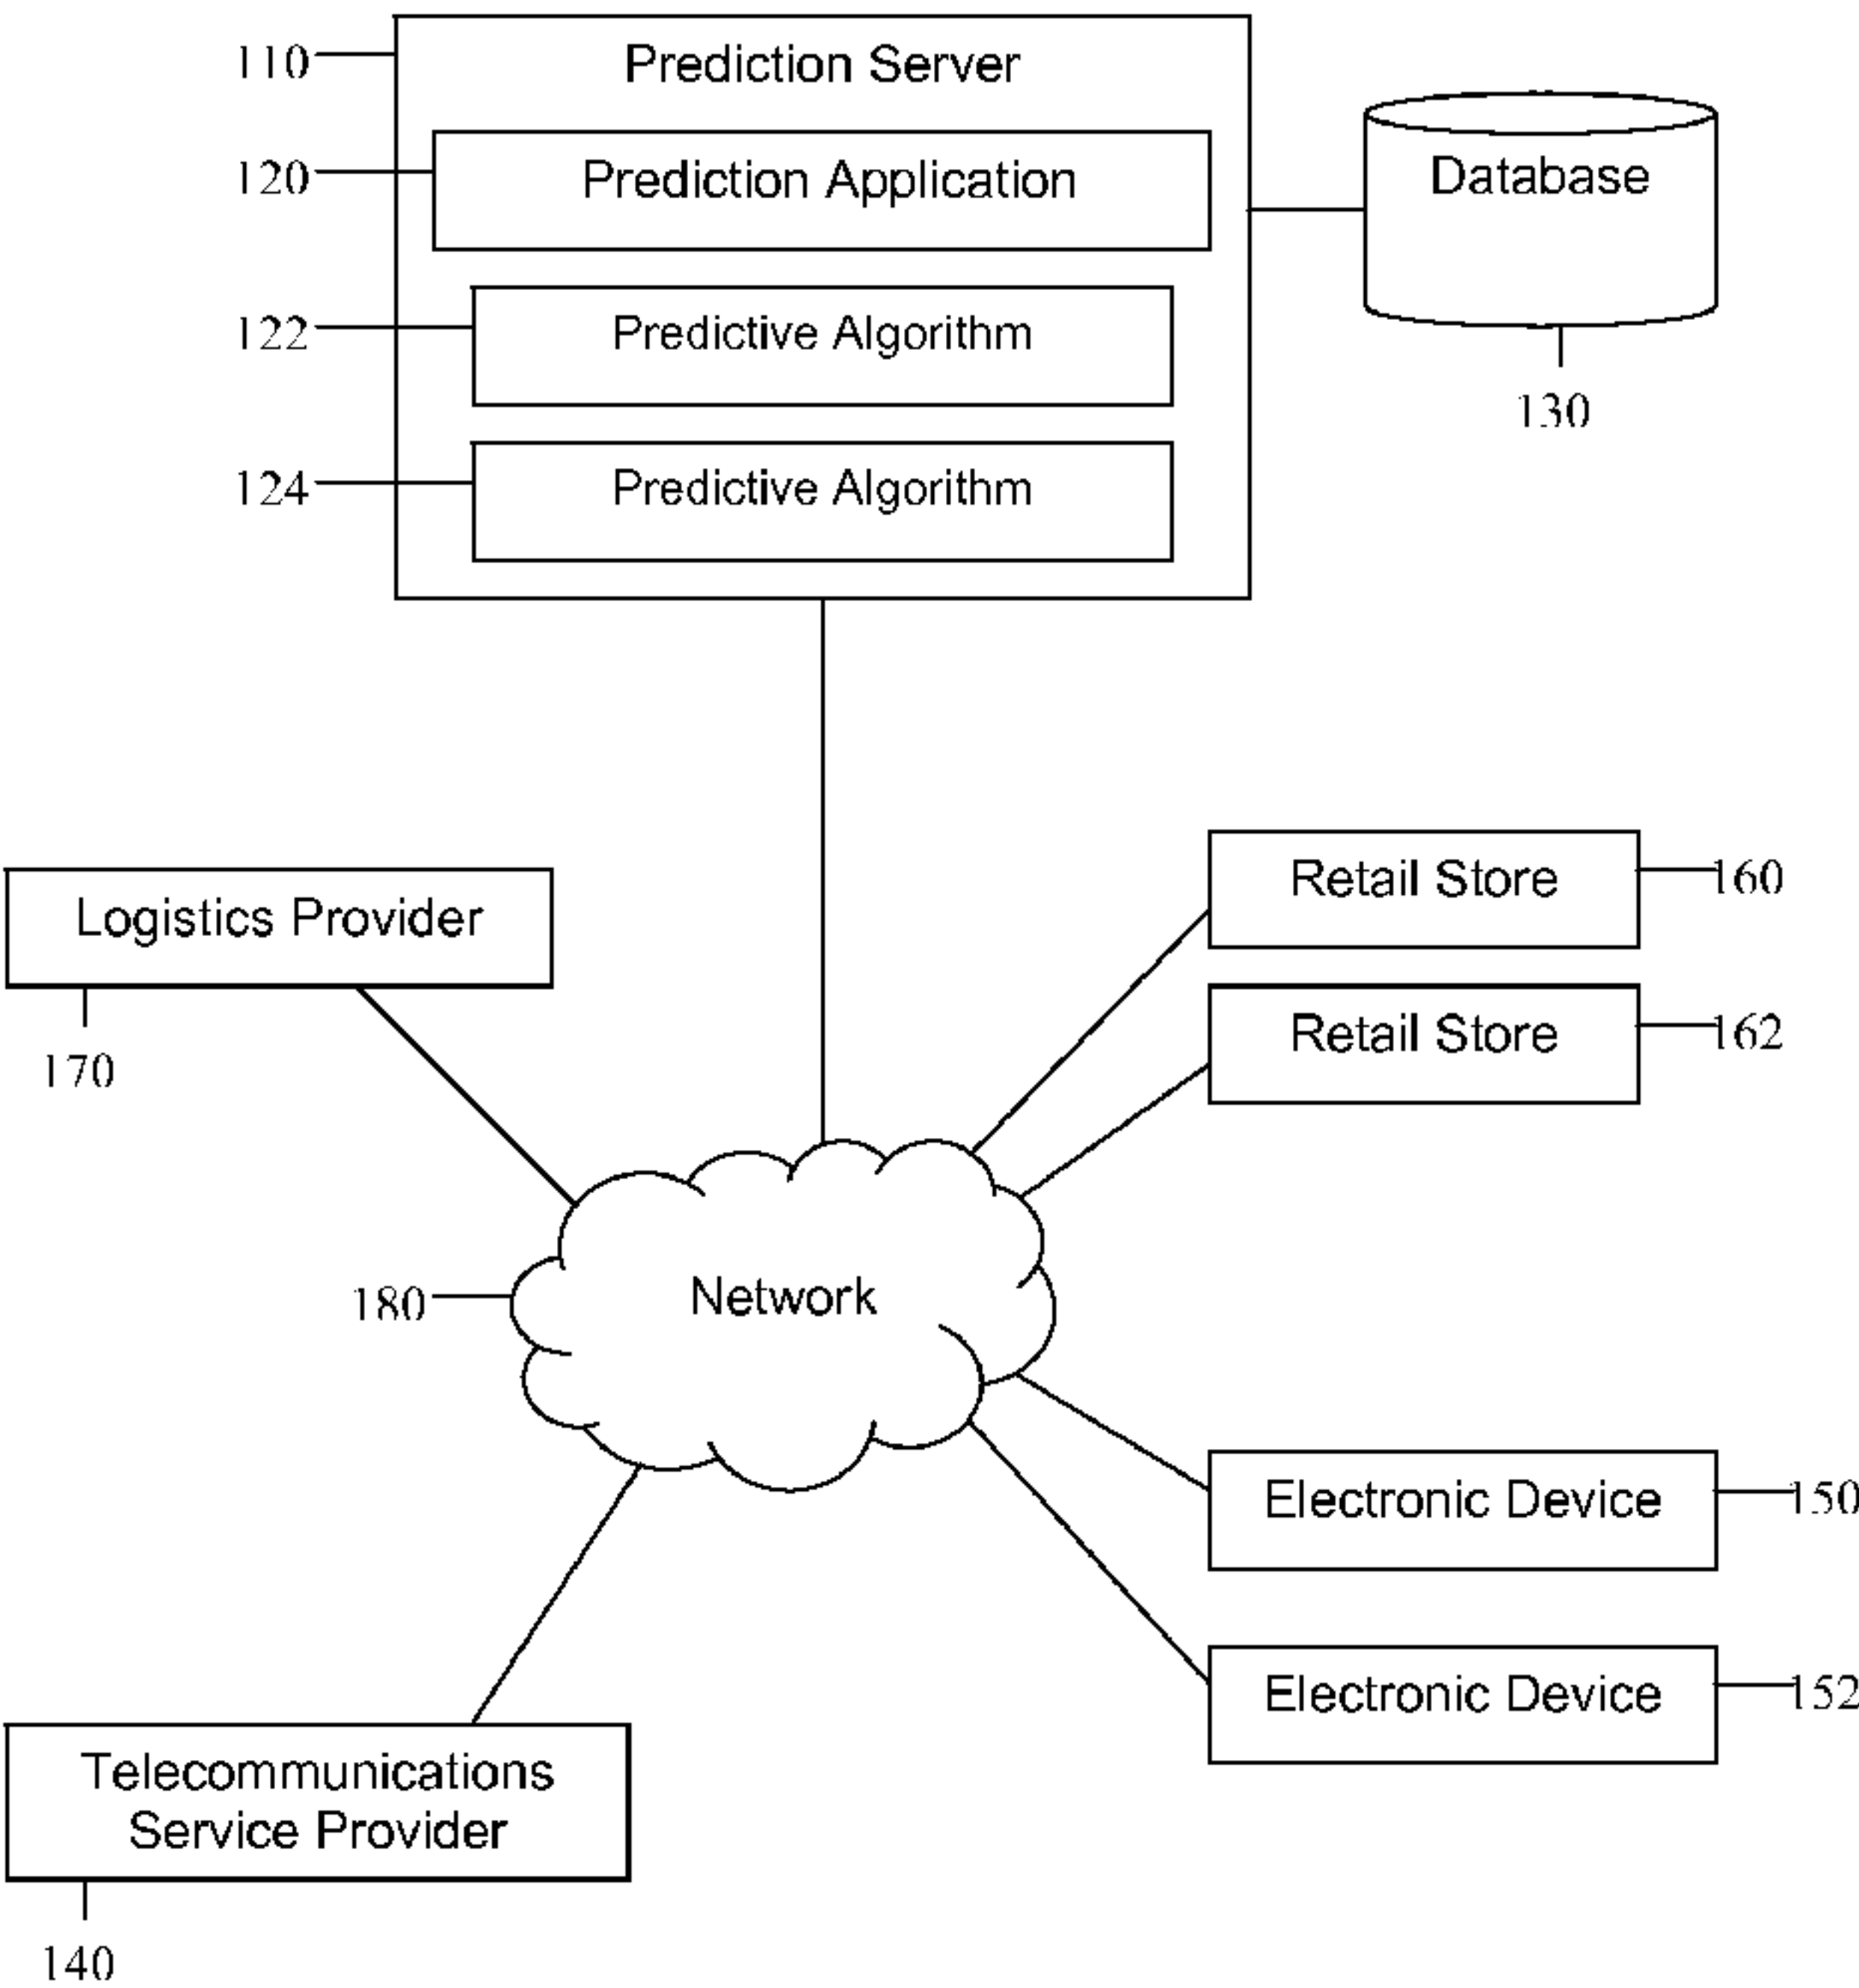 110
Prediction Server
120
Prediction Application
Database
122
Predictive Algorithm
130
124
Predictive Algorithm
Retail Store
160
Logistics Provider
Retail Store
162
170
180
Network
Electronic Device
150
Electronic Device
152
Telecommunications
Service Provider
140